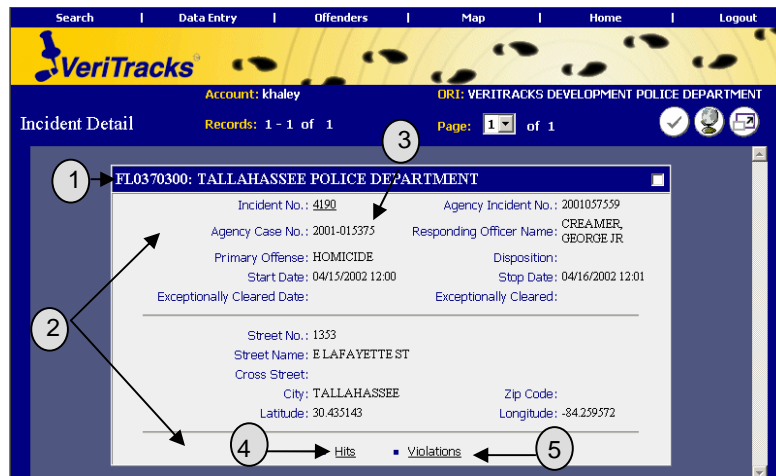 Search | Data Entry | Offenders | Map | Home | Logout
VeriTracks®
Account: khaley ORI: VERITRACKS DEVELOPMENT POLICE DEPARTMENT
Incident Detail Records: 1 - 1 of 1 Page: 1 of 1
3
1 FL0370300: TALLAHASSEE POLICE DEPARTMENT
Incident No.: 4190 Agency Incident No.: 2001057559
Agency Case No.: 2001-015375 Responding Officer Name: CREAMER, GEORGE JR
Primary Offense: HOMICIDE Disposition:
Start Date: 04/15/2002 12:00 Stop Date: 04/16/2002 12:01
Exceptionally Cleared Date: Exceptionally Cleared:
2
Street No.: 1353
Street Name: E LAFAYETTE ST
Cross Street:
City: TALLAHASSEE Zip Code:
Latitude: 30.435143 Longitude: -84.259572
4 Hits Violations 5